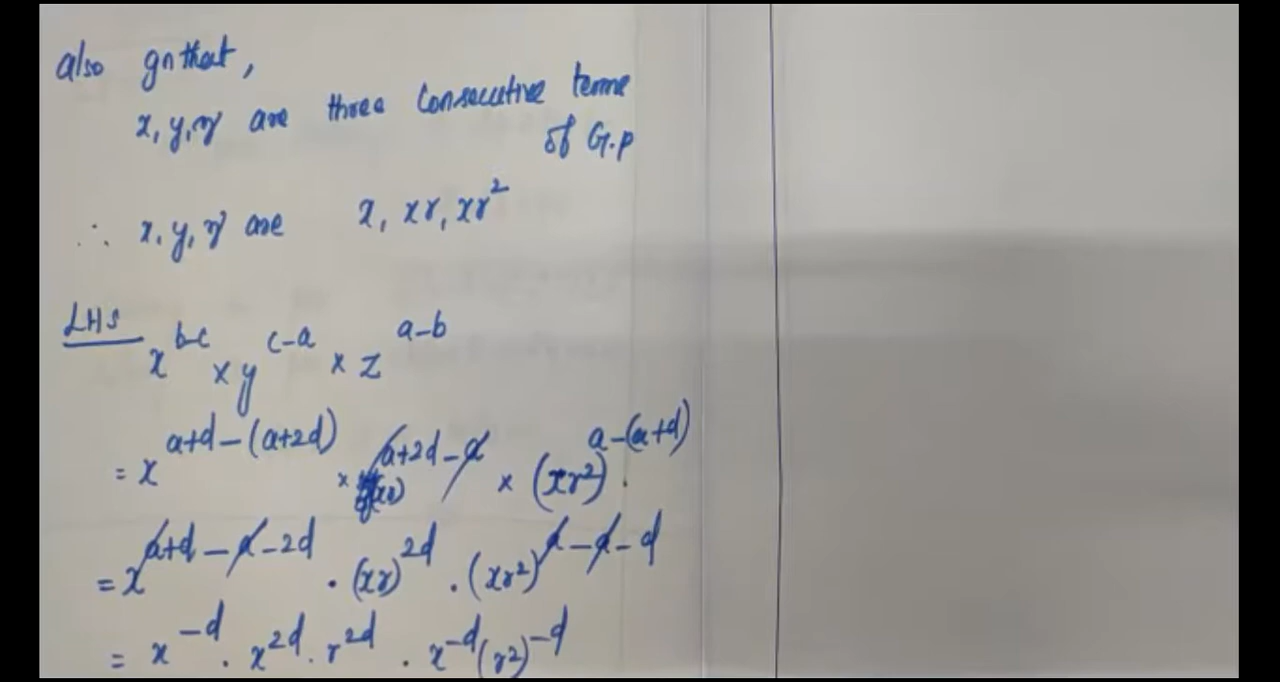 also gn that,
x, y, z are three consecutive terms
of G.p
∴ x, y, z are x, xr, xr²
LHS
x^(b-c) × y^(c-a) × z^(a-b)
= x^(a+d-(a+2d)) × (xr)^(a+2d-a) × (xr²)^(a-(a+d)) .
= x^(a+d-a-2d) . (xr)^(2d) . (xr²)^(a-a-d)
= x^(-d) . x^(2d) . r^(2d) . x^(-d) (r²)^(-d)